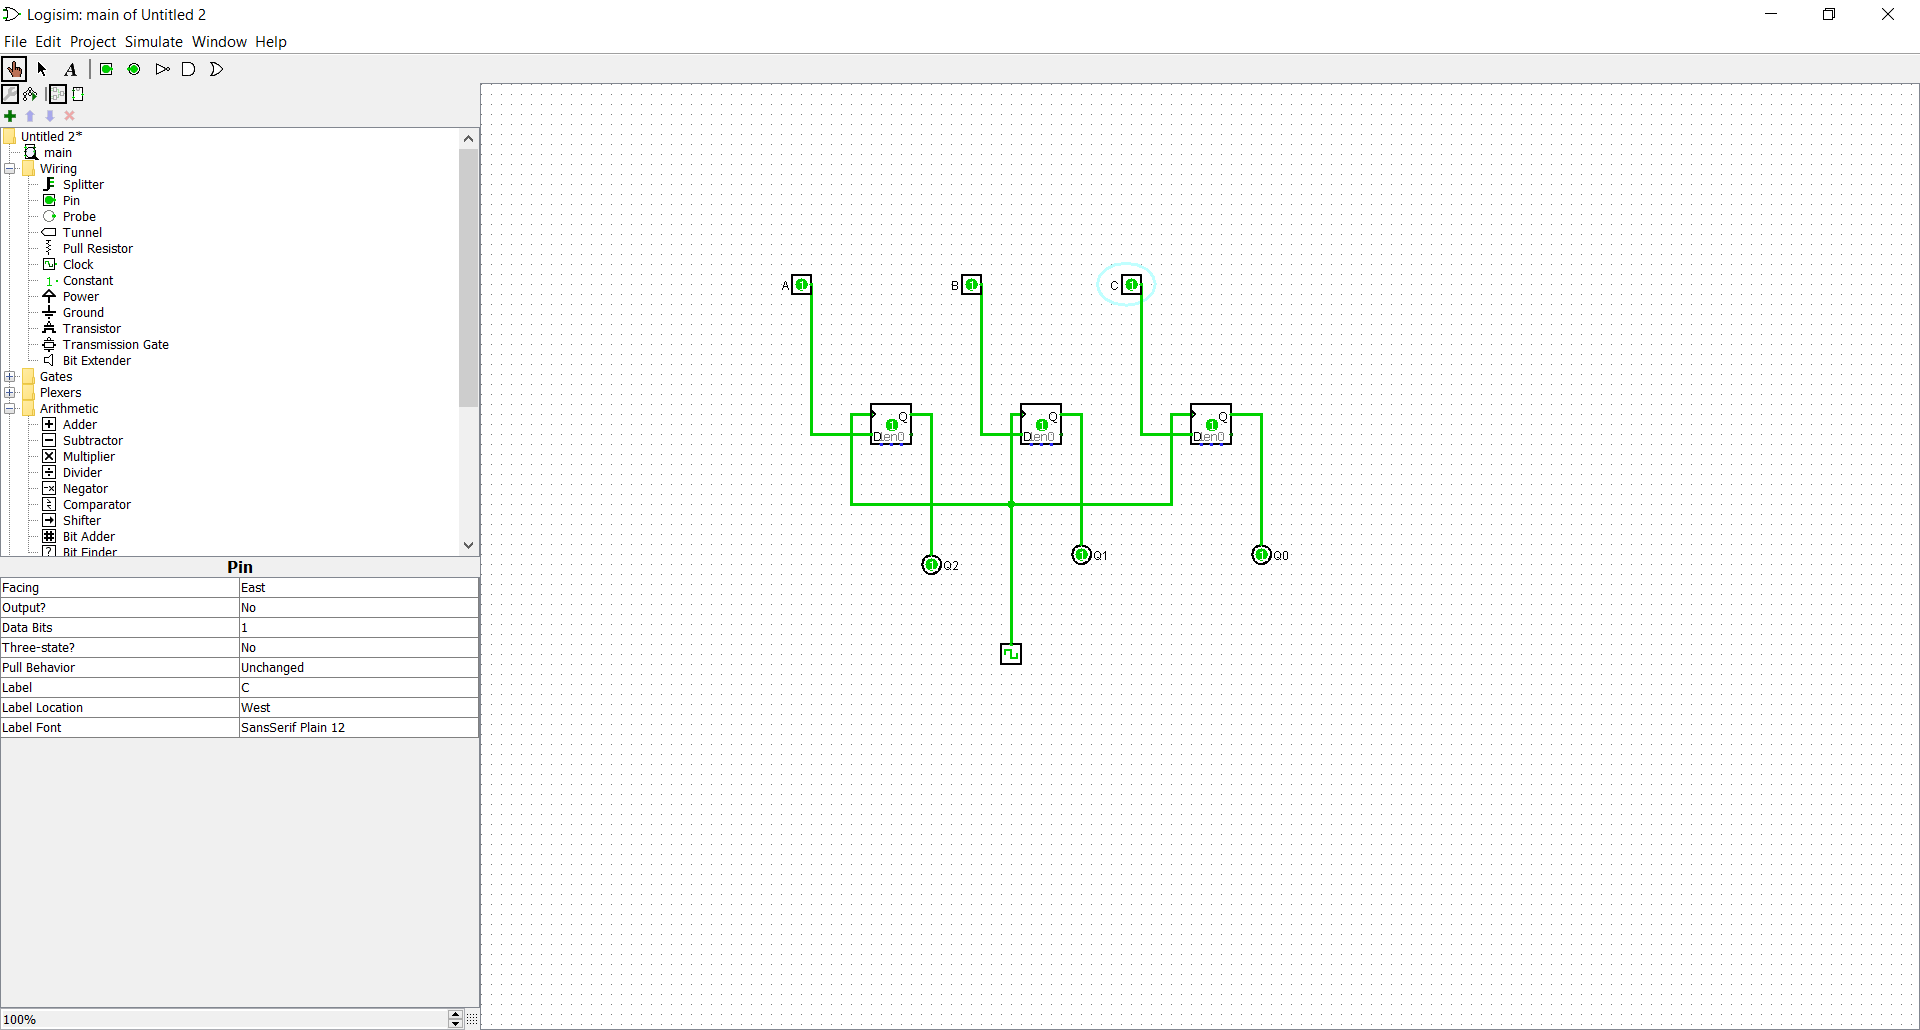 Logisim: main of Untitled 2
File Edit Project Simulate Window Help
A
Untitled 2*
main
Wiring
Splitter
Pin
Probe
Tunnel
Pull Resistor
Clock
1 Constant
Power
Ground
Transistor
Transmission Gate
Bit Extender
Gates
Plexers
Arithmetic
Adder
Subtractor
Multiplier
Divider
Negator
Comparator
Shifter
Bit Adder
? Bit Finder
Pin
Facing East
Output? No
Data Bits 1
Three-state? No
Pull Behavior Unchanged
Label C
Label Location West
Label Font SansSerif Plain 12
100%
A 1 B 1 C 1
Q Q Q
1 1 1
D en 0 D en 0 D en 0
1 Q2 1 Q1 1 Q0